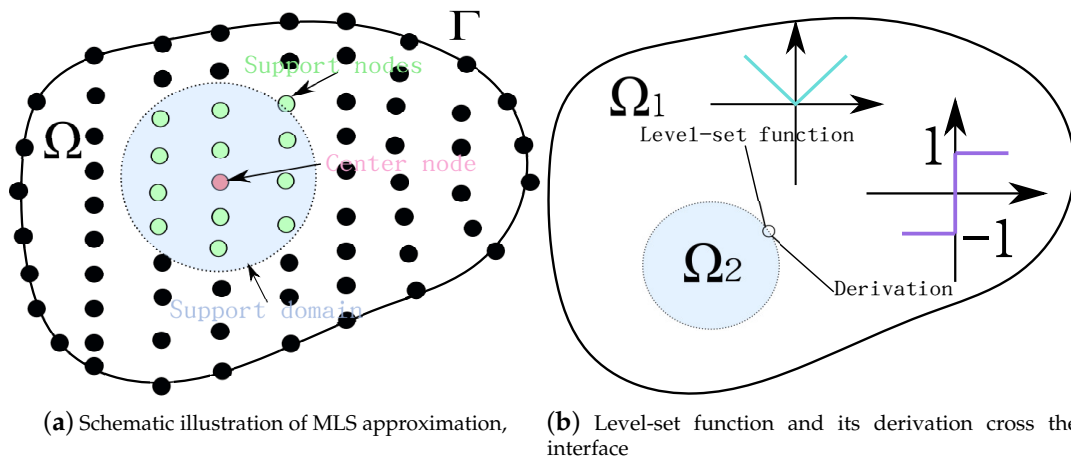 Γ
Support nodes
Ω
Center node
Support domain
(a) Schematic illustration of MLS approximation,
Ω1
Level-set function
1
-1
Ω2
Derivation
(b) Level-set function and its derivation cross the
interface